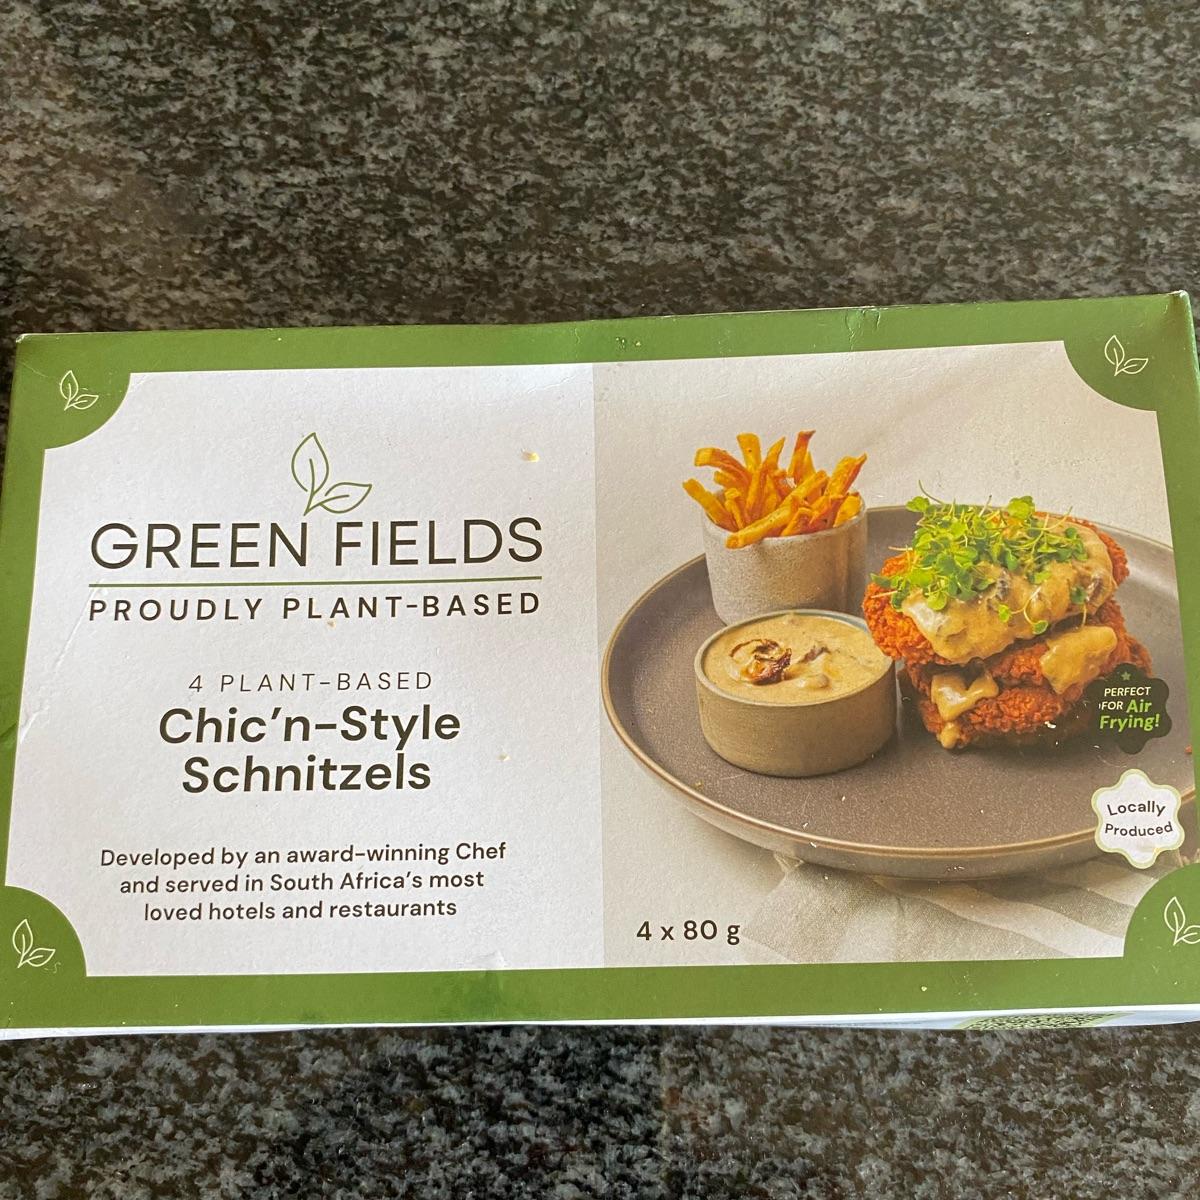 GREEN FIELDS
PROUDLY PLANT-BASED
4 PLANT-BASED
Chic'n-Style
Schnitzels
Developed by an award-winning Chef
and served in South Africa's most
loved hotels and restaurants
4 x 80 g
PERFECT
FOR Air
Frying!
Locally
Produced